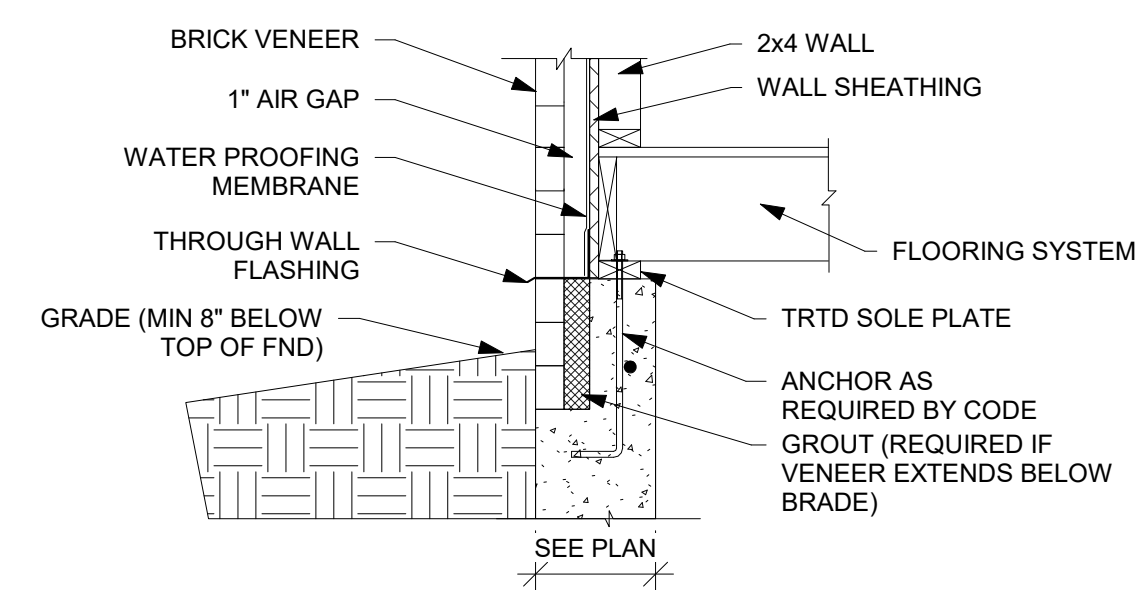 BRICK VENEER
1" AIR GAP
WATER PROOFING
MEMBRANE
THROUGH WALL
FLASHING
GRADE (MIN 8" BELOW
TOP OF FND)
2x4 WALL
WALL SHEATHING
FLOORING SYSTEM
TRTD SOLE PLATE
ANCHOR AS
REQUIRED BY CODE
GROUT (REQUIRED IF
VENEER EXTENDS BELOW
BRADE)
SEE PLAN